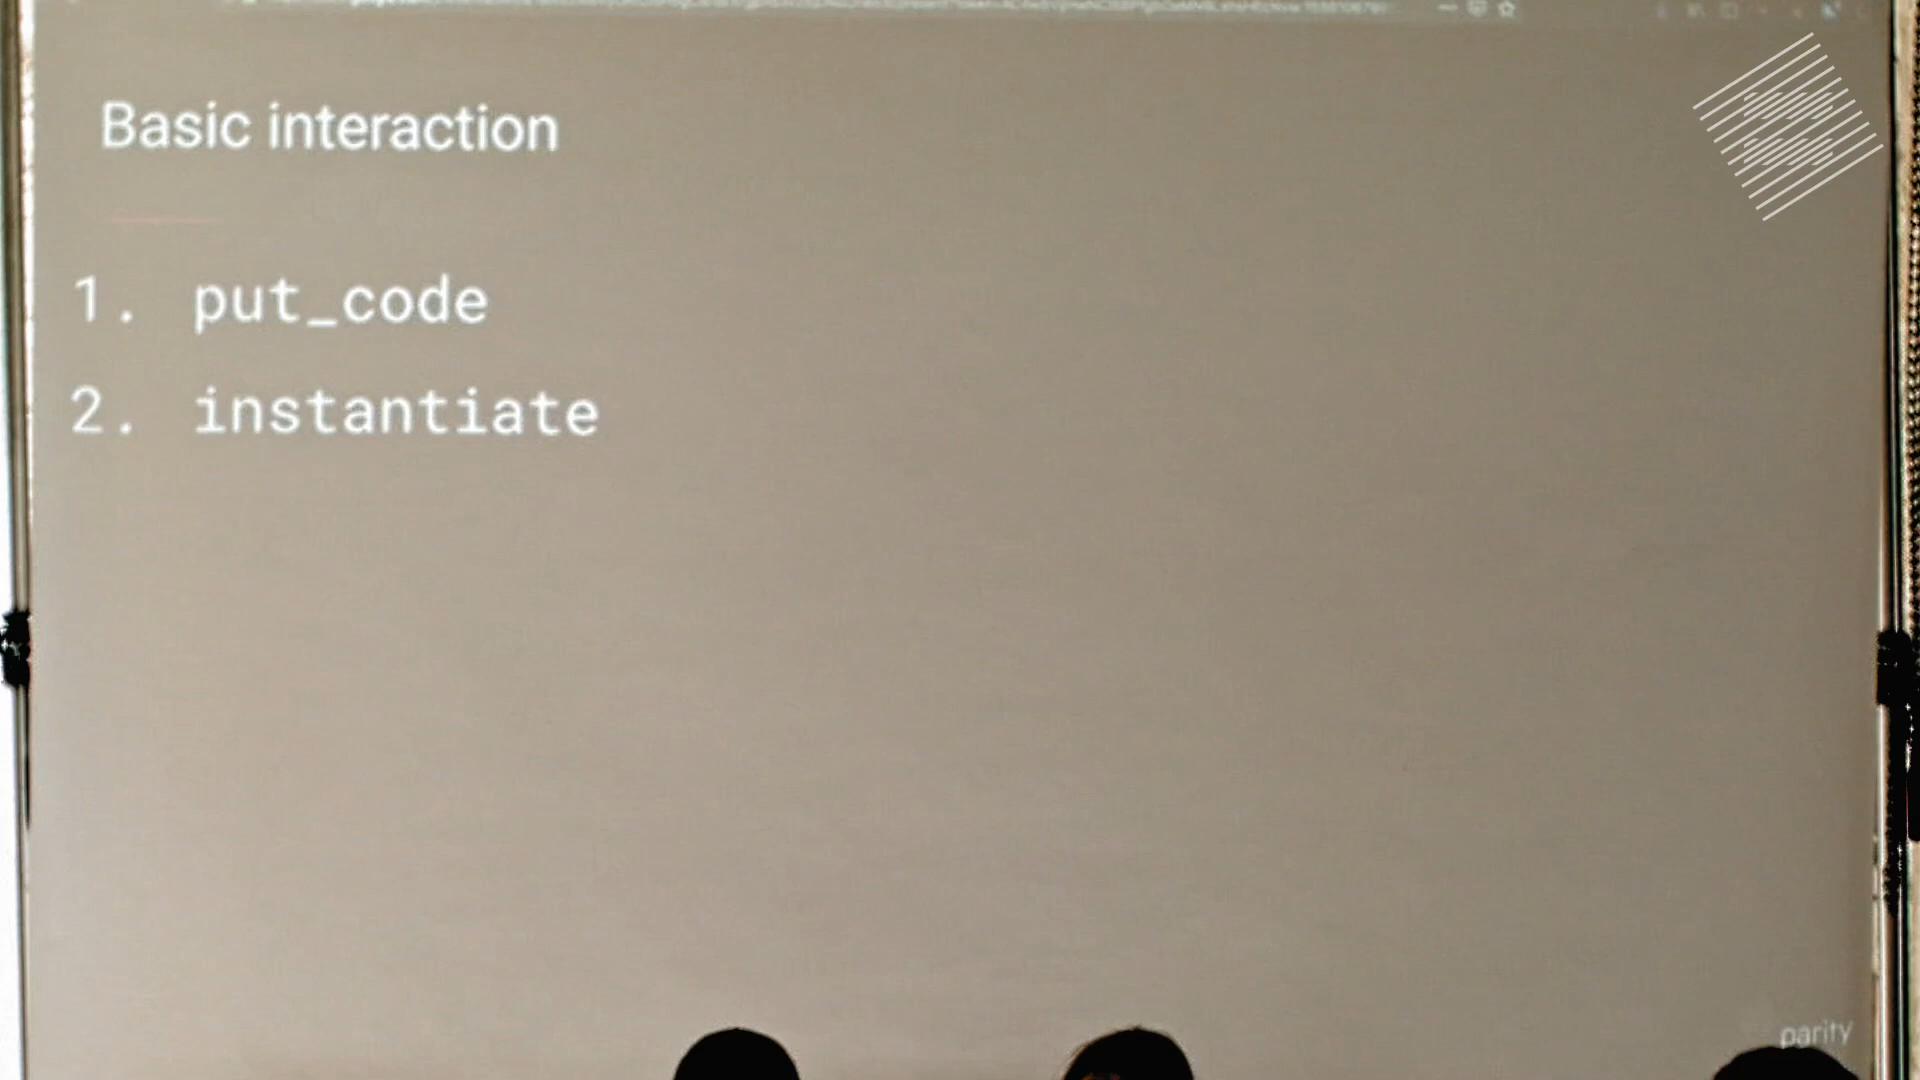 Basic interaction
1. put_code
2. instantiate
parity